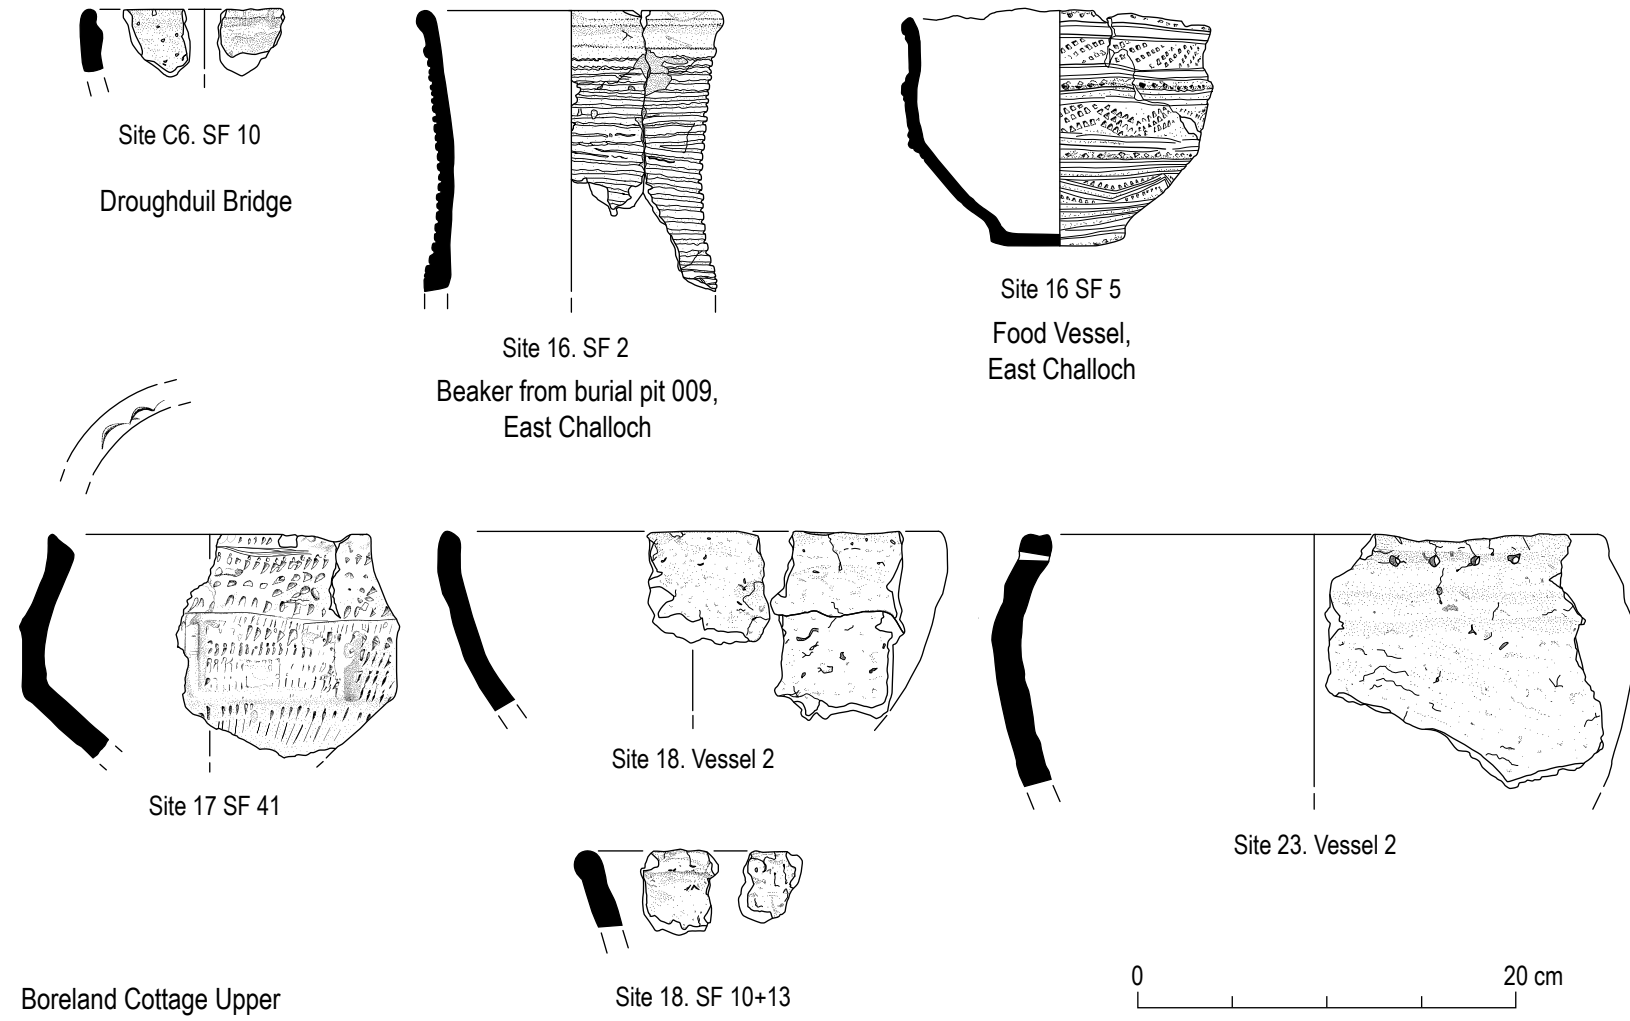 Site C6. SF 10
Droughduil Bridge
Site 16. SF 2
Beaker from burial pit 009,
East Challoch
Site 16 SF 5
Food Vessel,
East Challoch
Site 17 SF 41
Site 18. Vessel 2
Site 23. Vessel 2
Site 18. SF 10+13
Boreland Cottage Upper
0 20 cm